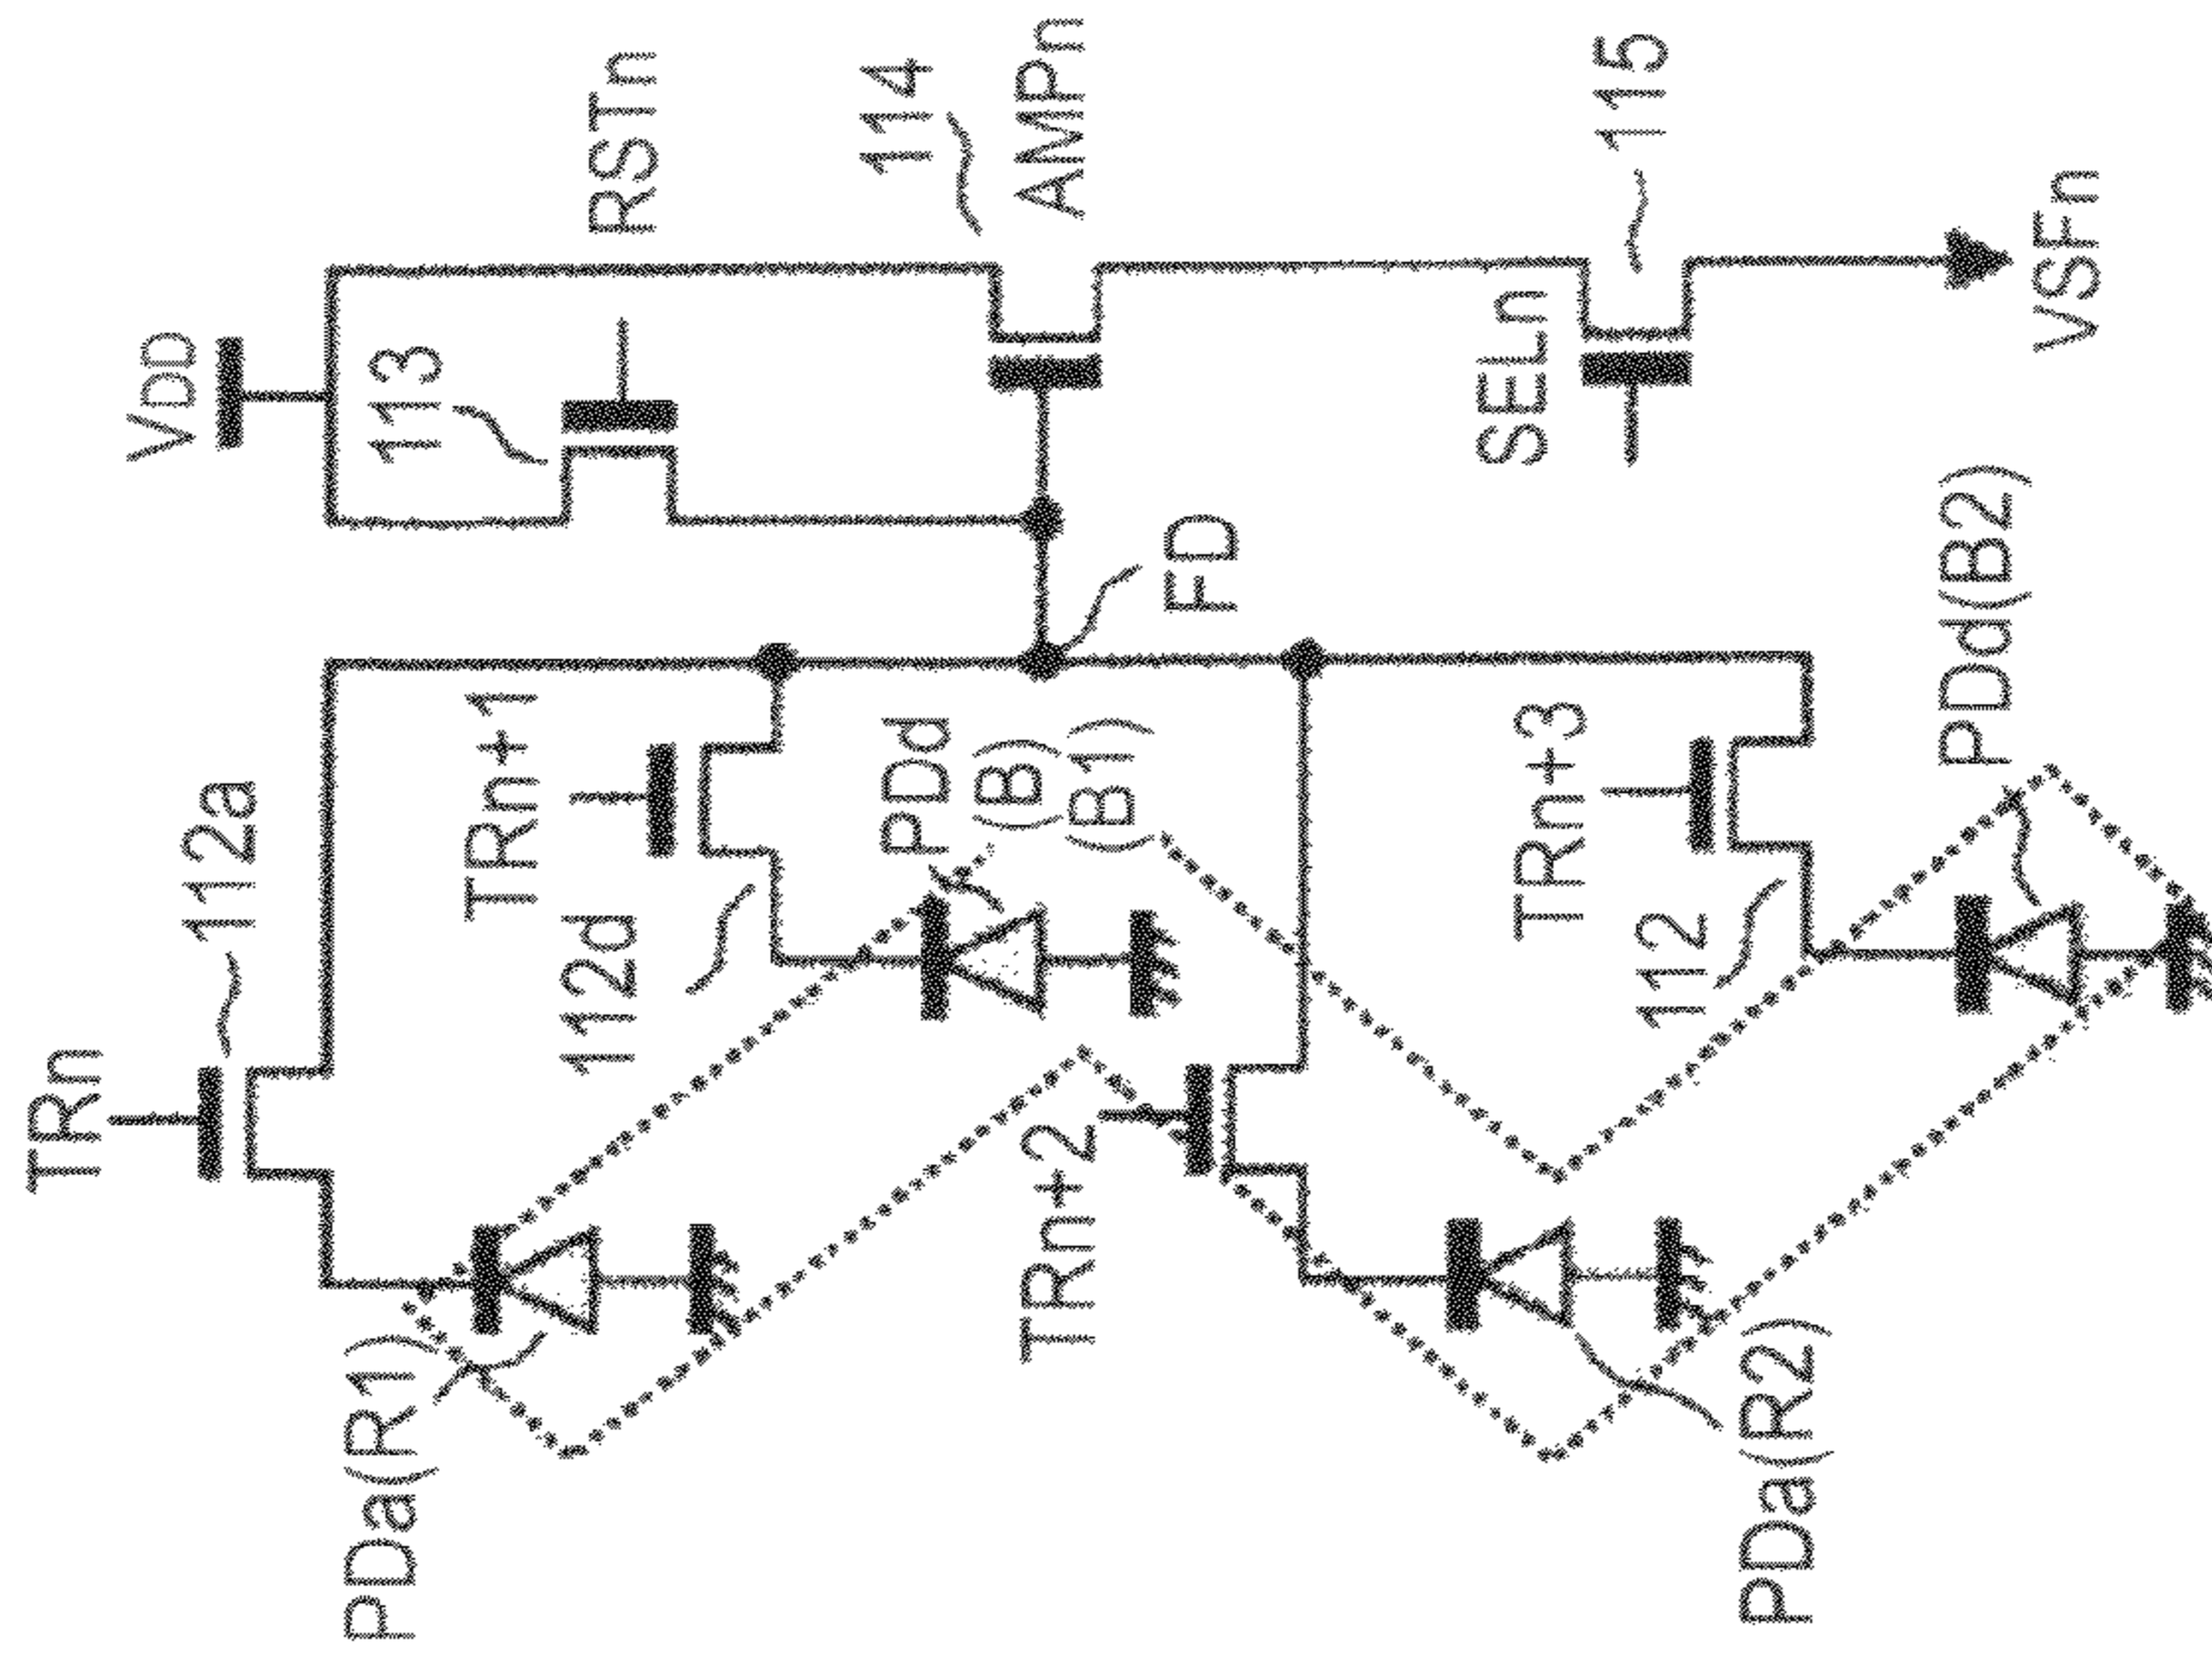 TRn
112a
VDD
113
RSTn
PDa(R1)
TRn+1
112d
PDd
(B)
(B1)
114
AMPn
FD
TRn+2
SELn
115
TRn+3
112
PDa(R2)
PDd(B2)
VSFn